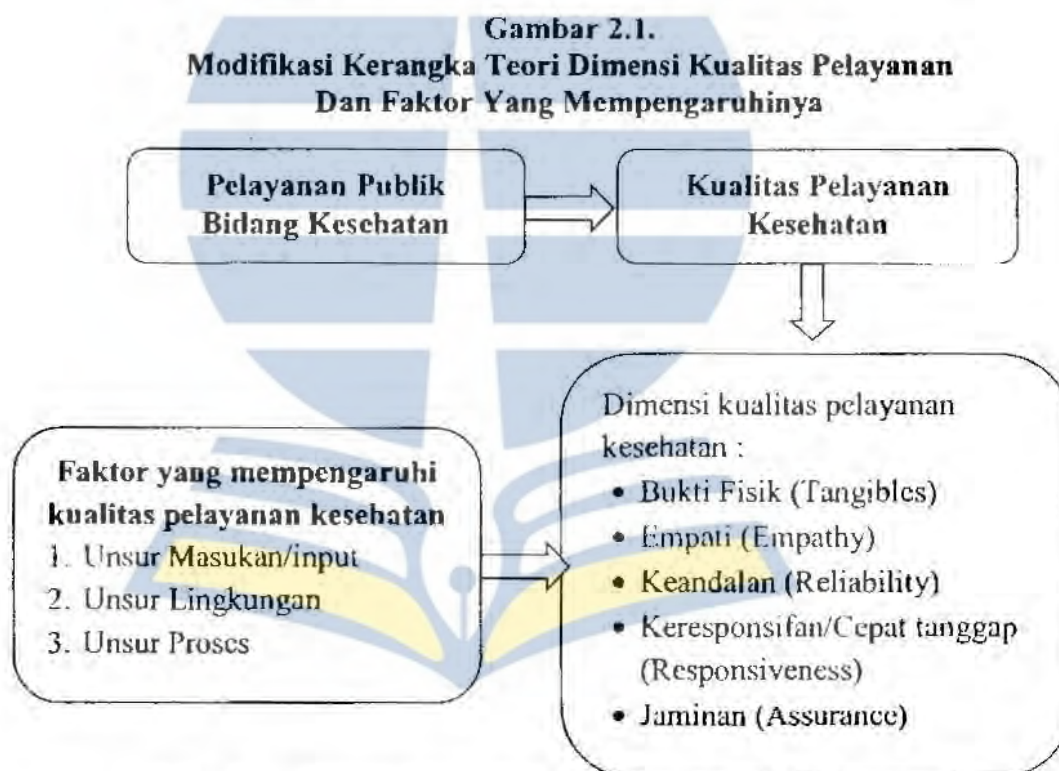 Gambar 2.1.
Modifikasi Kerangka Teori Dimensi Kualitas Pelayanan
Dan Faktor Yang Mempengaruhinya
Pelayanan Publik
Bidang Kesehatan
Kualitas Pelayanan
Kesehatan
Faktor yang mempengaruhi
kualitas pelayanan kesehatan
1. Unsur Masukan/input
2. Unsur Lingkungan
3. Unsur Proses
Dimensi kualitas pelayanan
kesehatan :
• Bukti Fisik (Tangibles)
• Empati (Empathy)
• Keandalan (Reliability)
• Keresponsifan/Cepat tanggap
(Responsiveness)
• Jaminan (Assurance)